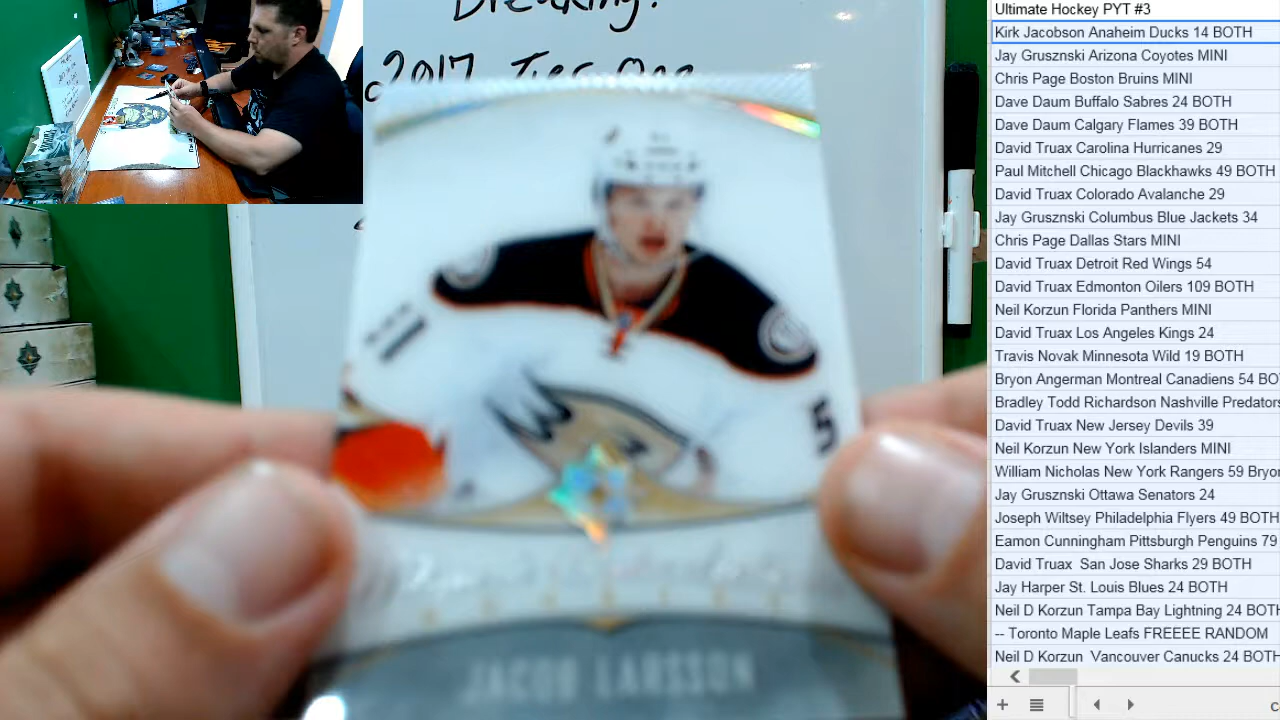 Breaking!
2017 Tier One
JACOB LARSSON
Ultimate Hockey PYT #3
Kirk Jacobson Anaheim Ducks 14 BOTH
Jay Grusznski Arizona Coyotes MINI
Chris Page Boston Bruins MINI
Dave Daum Buffalo Sabres 24 BOTH
Dave Daum Calgary Flames 39 BOTH
David Truax Carolina Hurricanes 29
Paul Mitchell Chicago Blackhawks 49 BOTH
David Truax Colorado Avalanche 29
Jay Grusznski Columbus Blue Jackets 34
Chris Page Dallas Stars MINI
David Truax Detroit Red Wings 54
David Truax Edmonton Oilers 109 BOTH
Neil Korzun Florida Panthers MINI
David Truax Los Angeles Kings 24
Travis Novak Minnesota Wild 19 BOTH
Bryon Angerman Montreal Canadiens 54 BO
Bradley Todd Richardson Nashville Predators
David Truax New Jersey Devils 39
Neil Korzun New York Islanders MINI
William Nicholas New York Rangers 59 Bryo
Jay Grusznski Ottawa Senators 24
Joseph Wiltsey Philadelphia Flyers 49 BOTH
Eamon Cunningham Pittsburgh Penguins 79
David Truax  San Jose Sharks 29 BOTH
Jay Harper St. Louis Blues 24 BOTH
Neil D Korzun Tampa Bay Lightning 24 BOTH
-- Toronto Maple Leafs FREEEE RANDOM
Neil D Korzun  Vancouver Canucks 24 BOTH